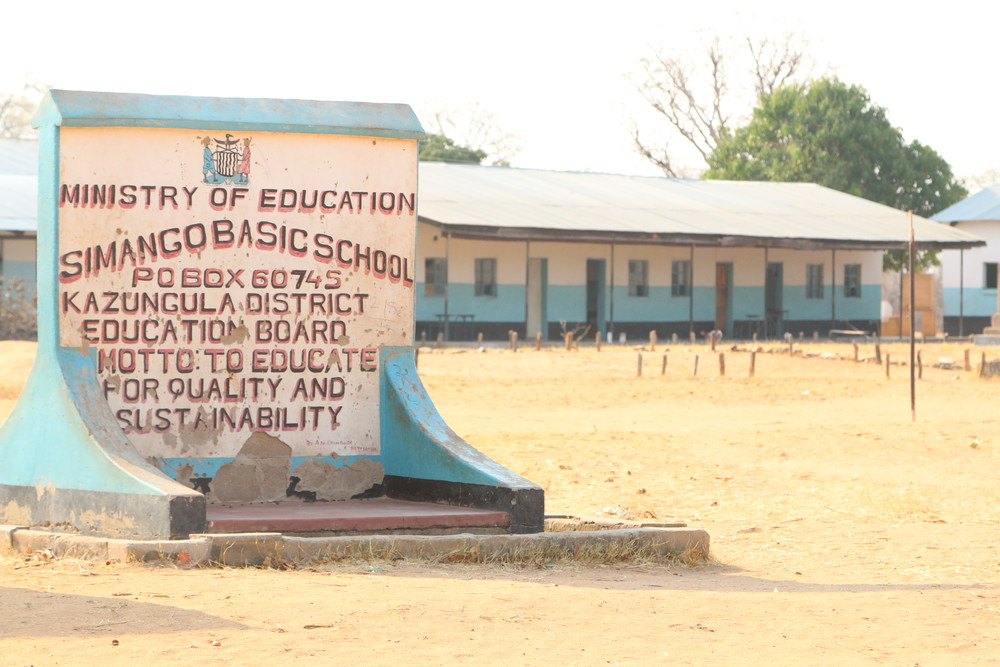 MINISTRY OF EDUCATION
SIMANGO BASIC SCHOOL
P O BOX 60745
KAZUNGULA DISTRICT
EDUCATION BOARD
MOTTO: TO EDUCATE
FOR QUALITY AND
SUSTAINABILITY